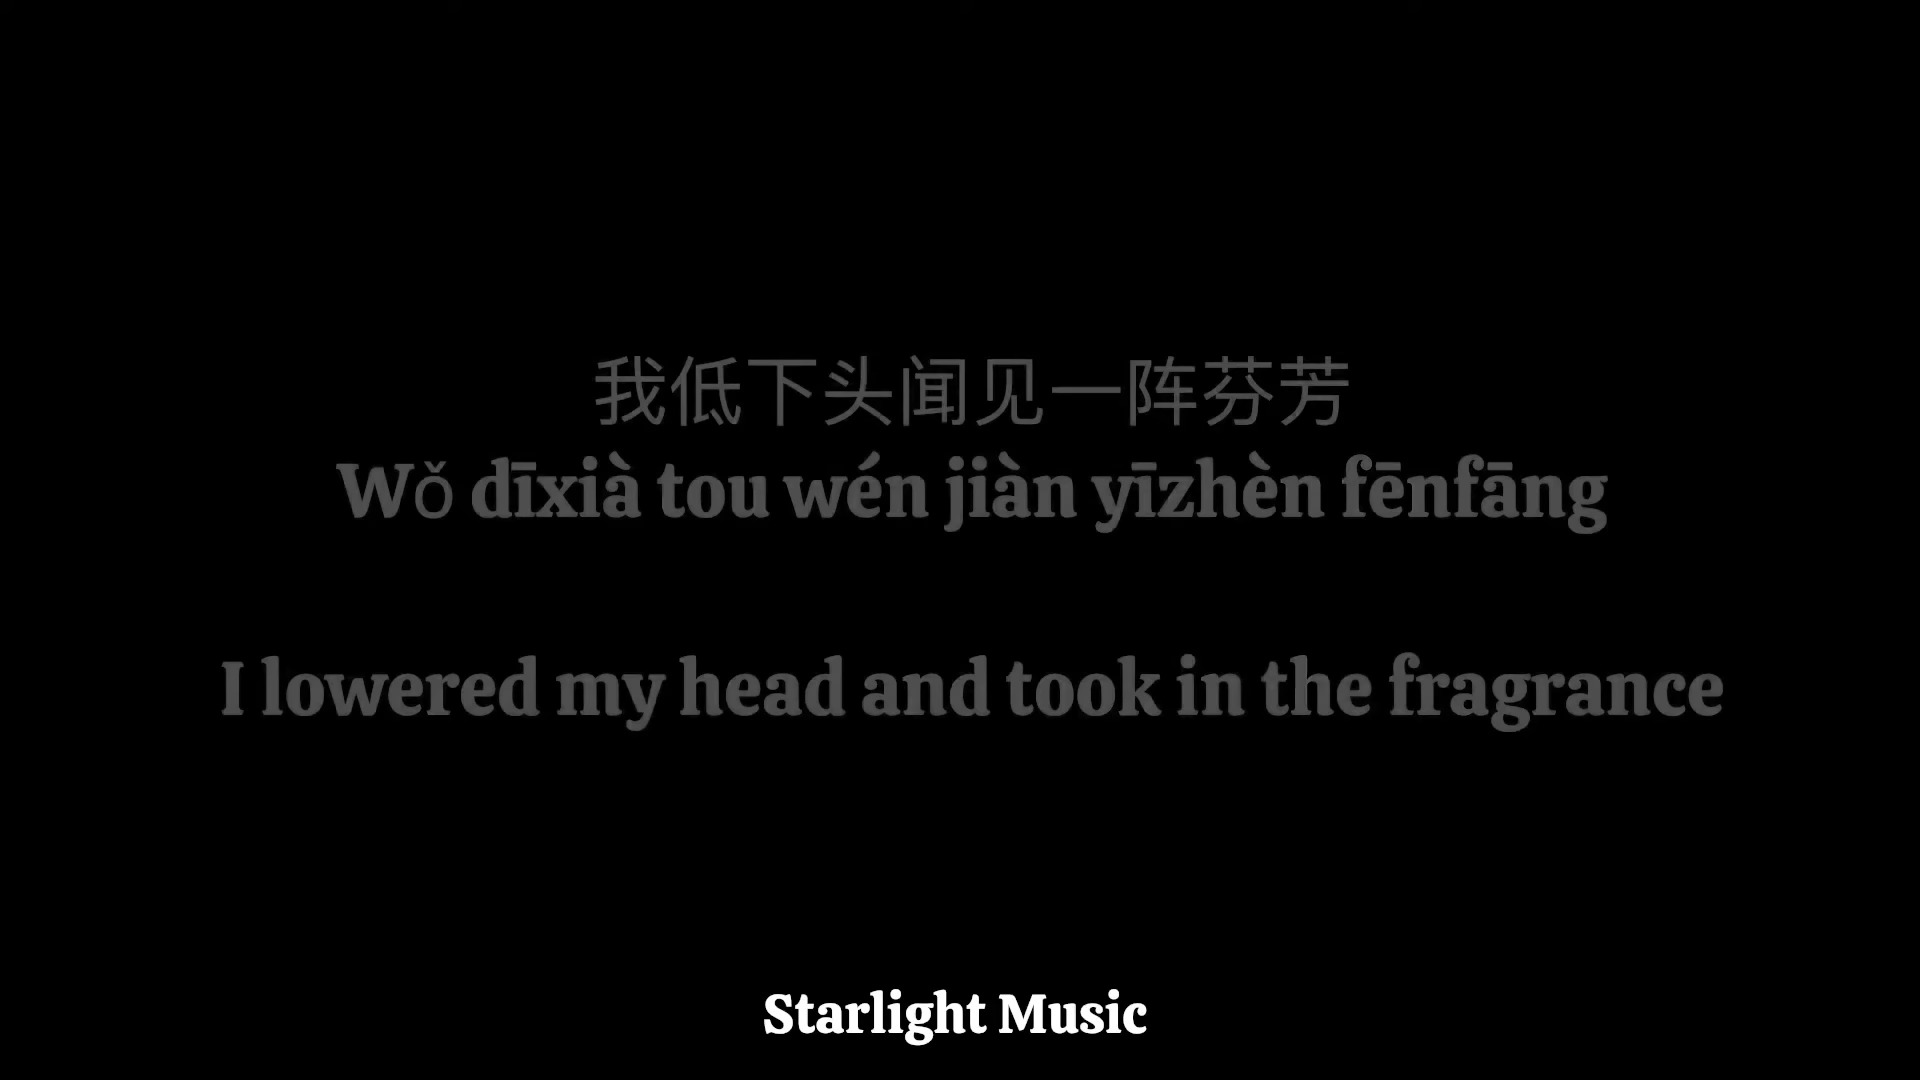 我低下头闻见一阵芬芳
Wǒ dīxià tou wén jiàn yīzhèn fēnfāng
I lowered my head and took in the fragrance
Starlight Music